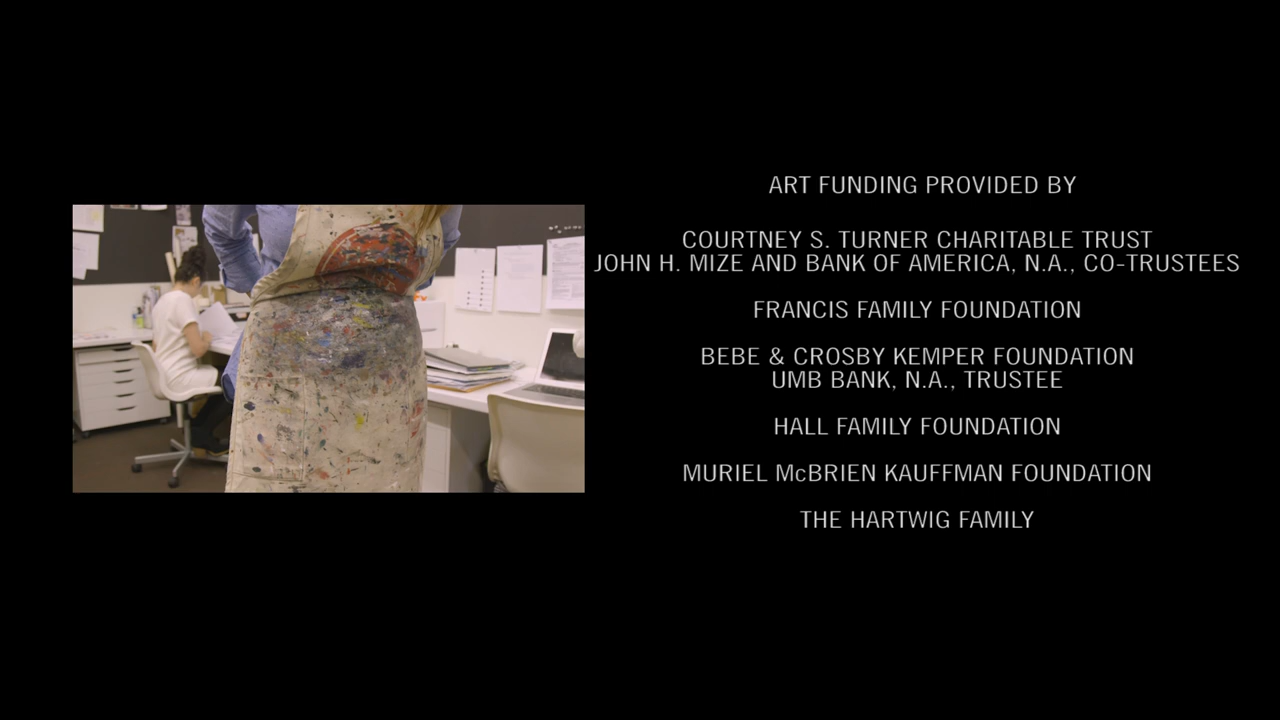 ART FUNDING PROVIDED BY
COURTNEY S. TURNER CHARITABLE TRUST
JOHN H. MIZE AND BANK OF AMERICA, N.A., CO-TRUSTEES
FRANCIS FAMILY FOUNDATION
BEBE & CROSBY KEMPER FOUNDATION
UMB BANK, N.A., TRUSTEE
HALL FAMILY FOUNDATION
MURIEL McBRIEN KAUFFMAN FOUNDATION
THE HARTWIG FAMILY